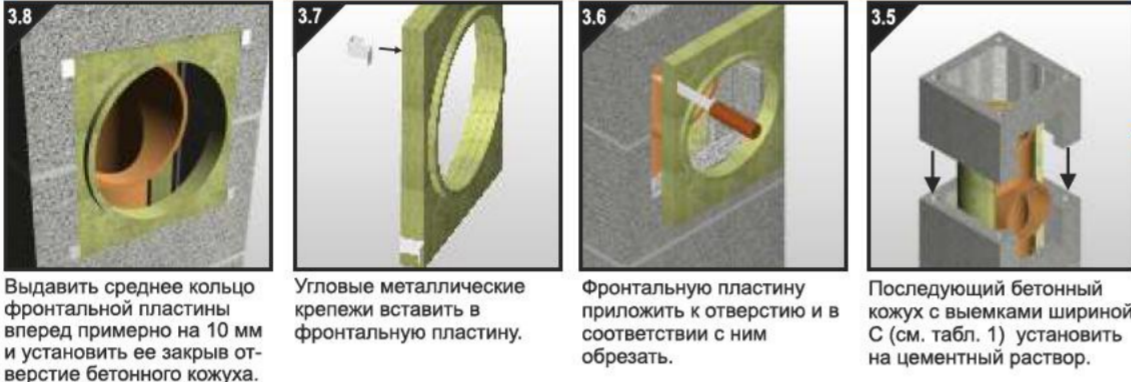 3.8
Выдавить среднее кольцо
фронтальной пластины
вперед примерно на 10 мм
и установить ее закрыв от-
верстие бетонного кожуха.
3.7
Угловые металлические
крепежи вставить в
фронтальную пластину.
3.6
Фронтальную пластину
приложить к отверстию и в
соответствии с ним
обрезать.
3.5
Последующий бетонный
кожух с выемками шириной
С (см. табл. 1) установить
на цементный раствор.